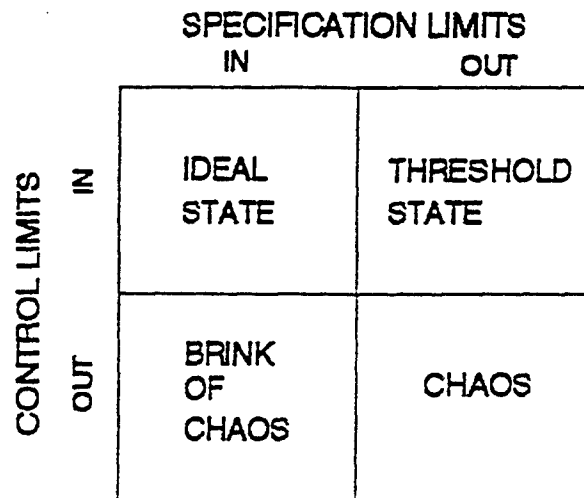 SPECIFICATION LIMITS
IN OUT
CONTROL LIMITS
IN
IDEAL
STATE
THRESHOLD
STATE
OUT
BRINK
OF
CHAOS
CHAOS